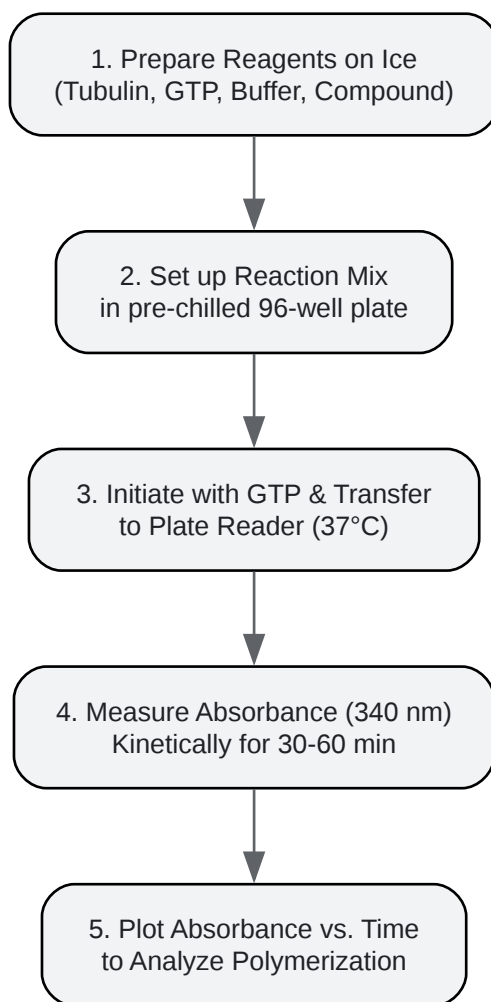 1. Prepare Reagents on Ice
(Tubulin, GTP, Buffer, Compound)
2. Set up Reaction Mix
in pre-chilled 96-well plate
3. Initiate with GTP & Transfer
to Plate Reader (37°C)
4. Measure Absorbance (340 nm)
Kinetically for 30-60 min
5. Plot Absorbance vs. Time
to Analyze Polymerization